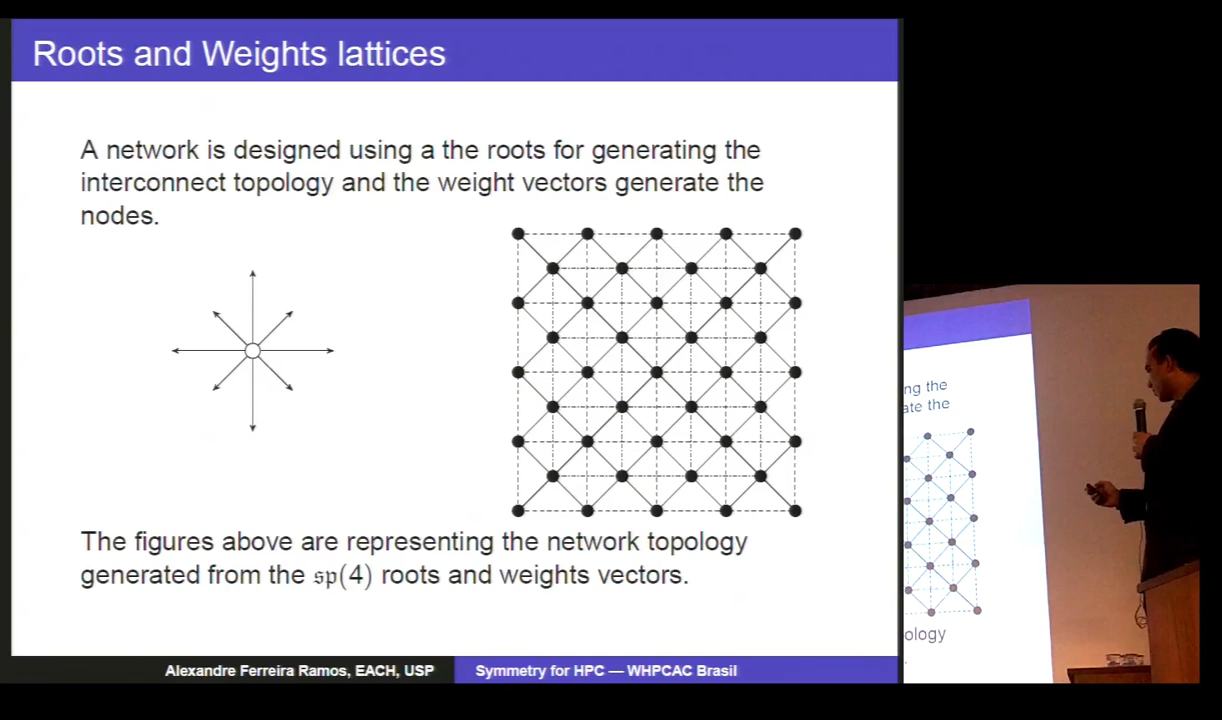 Roots and Weights lattices
A network is designed using a the roots for generating the
interconnect topology and the weight vectors generate the
nodes.
The figures above are representing the network topology
generated from the sp(4) roots and weights vectors.
Alexandre Ferreira Ramos, EACH, USP
Symmetry for HPC — WHPCAC Brasil
ng the
ate the
ology